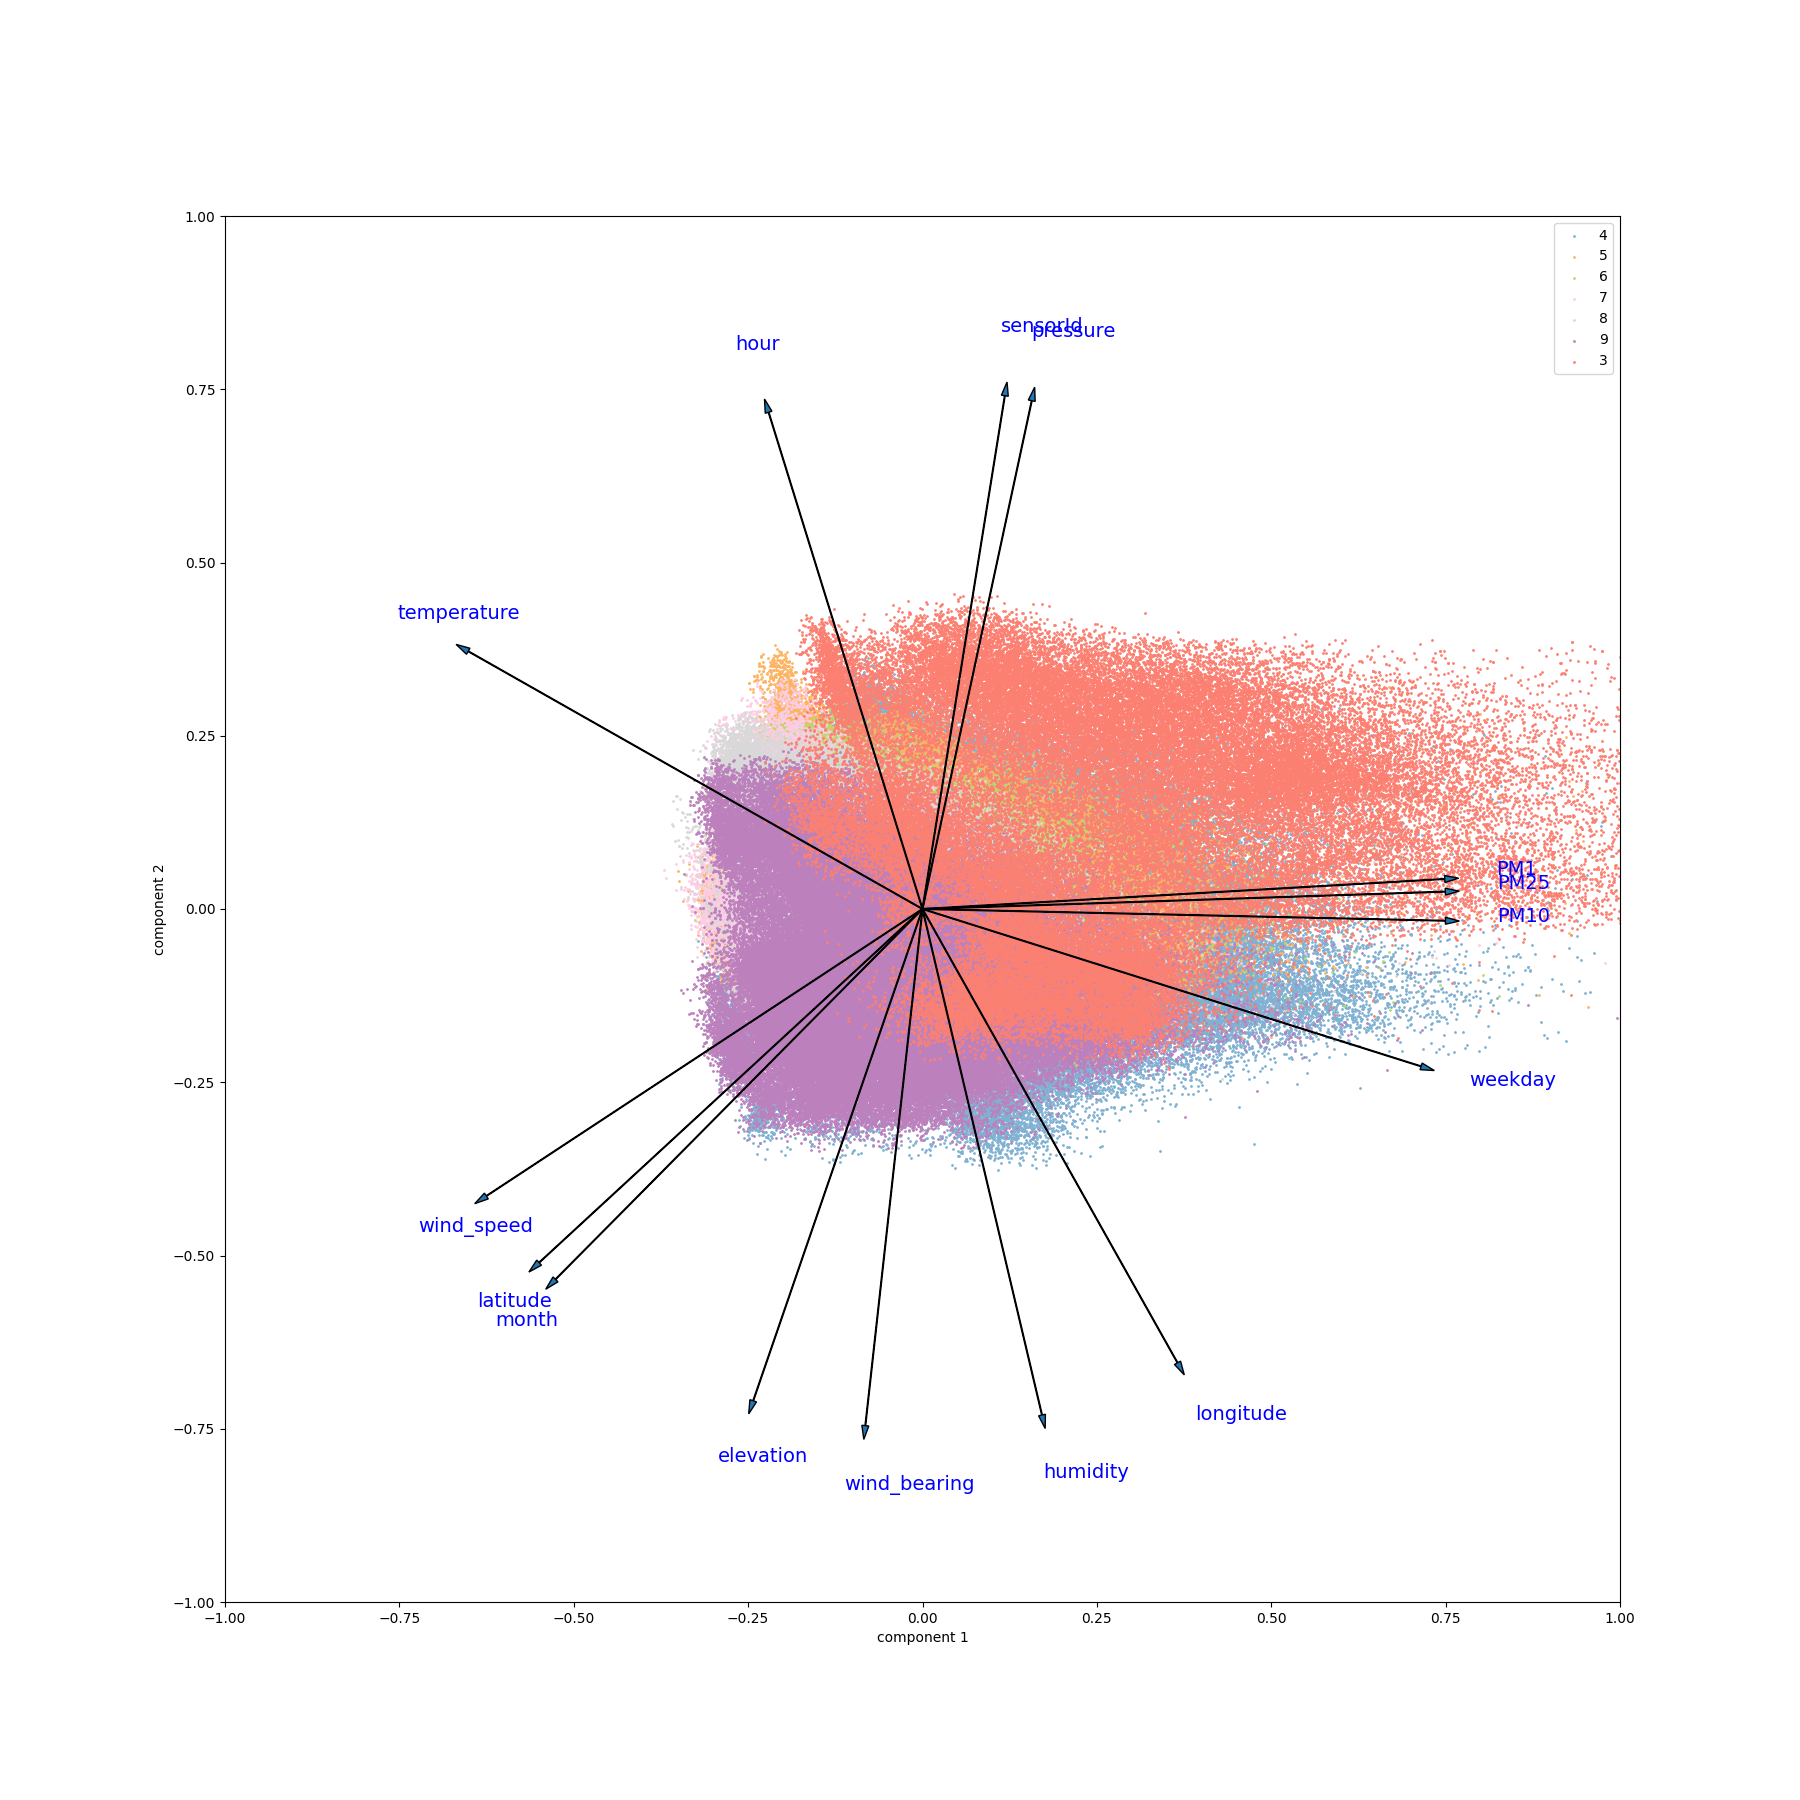 1.00
0.75
0.50
0.25
0.00
−0.25
−0.50
−0.75
−1.00
component 2
−1.00
−0.75
−0.50
−0.25
0.00
0.25
0.50
0.75
1.00
component 1
4
5
6
7
8
9
3
sensorId
pressure
hour
temperature
PM1
PM25
PM10
weekday
wind_speed
latitude
month
longitude
elevation
humidity
wind_bearing